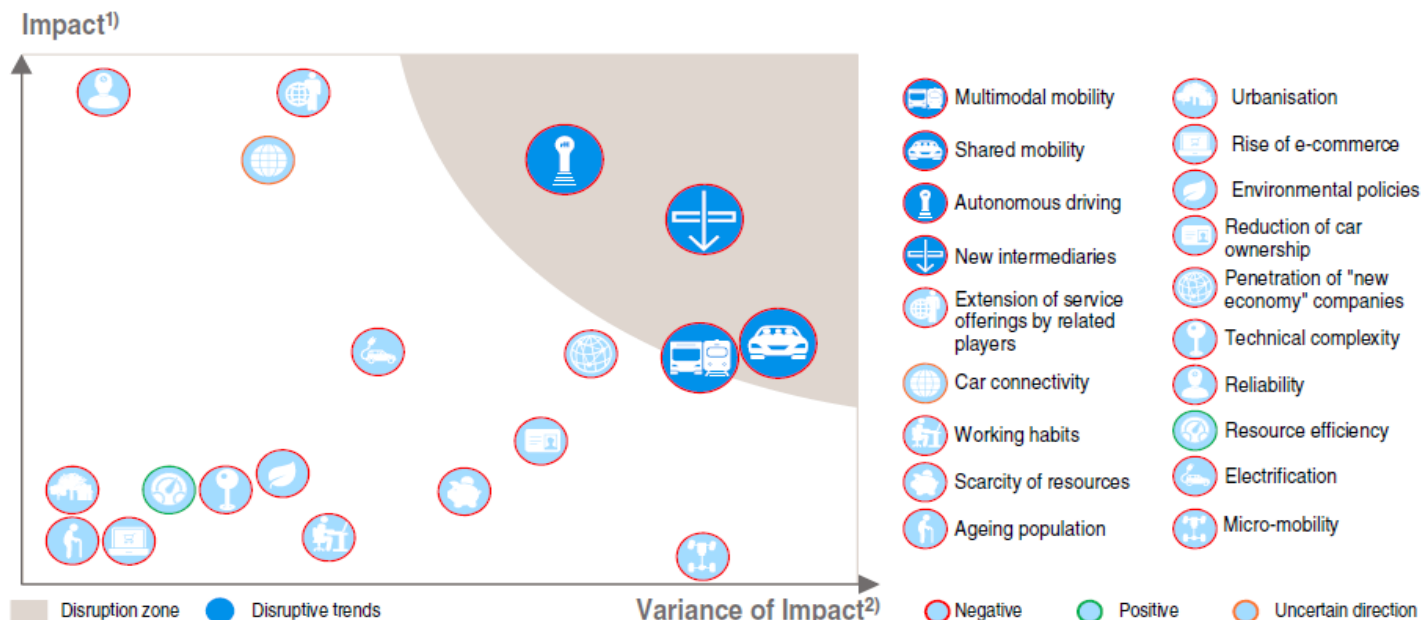 Impact1)
Multimodal mobility
Shared mobility
Autonomous driving
New intermediaries
Extension of service
offerings by related
players
Car connectivity
Working habits
Scarcity of resources
Ageing population
Urbanisation
Rise of e-commerce
Environmental policies
Reduction of car
ownership
Penetration of "new
economy" companies
Technical complexity
Reliability
Resource efficiency
Electrification
Micro-mobility
Disruption zone
Disruptive trends
Variance of Impact2)
Negative
Positive
Uncertain direction